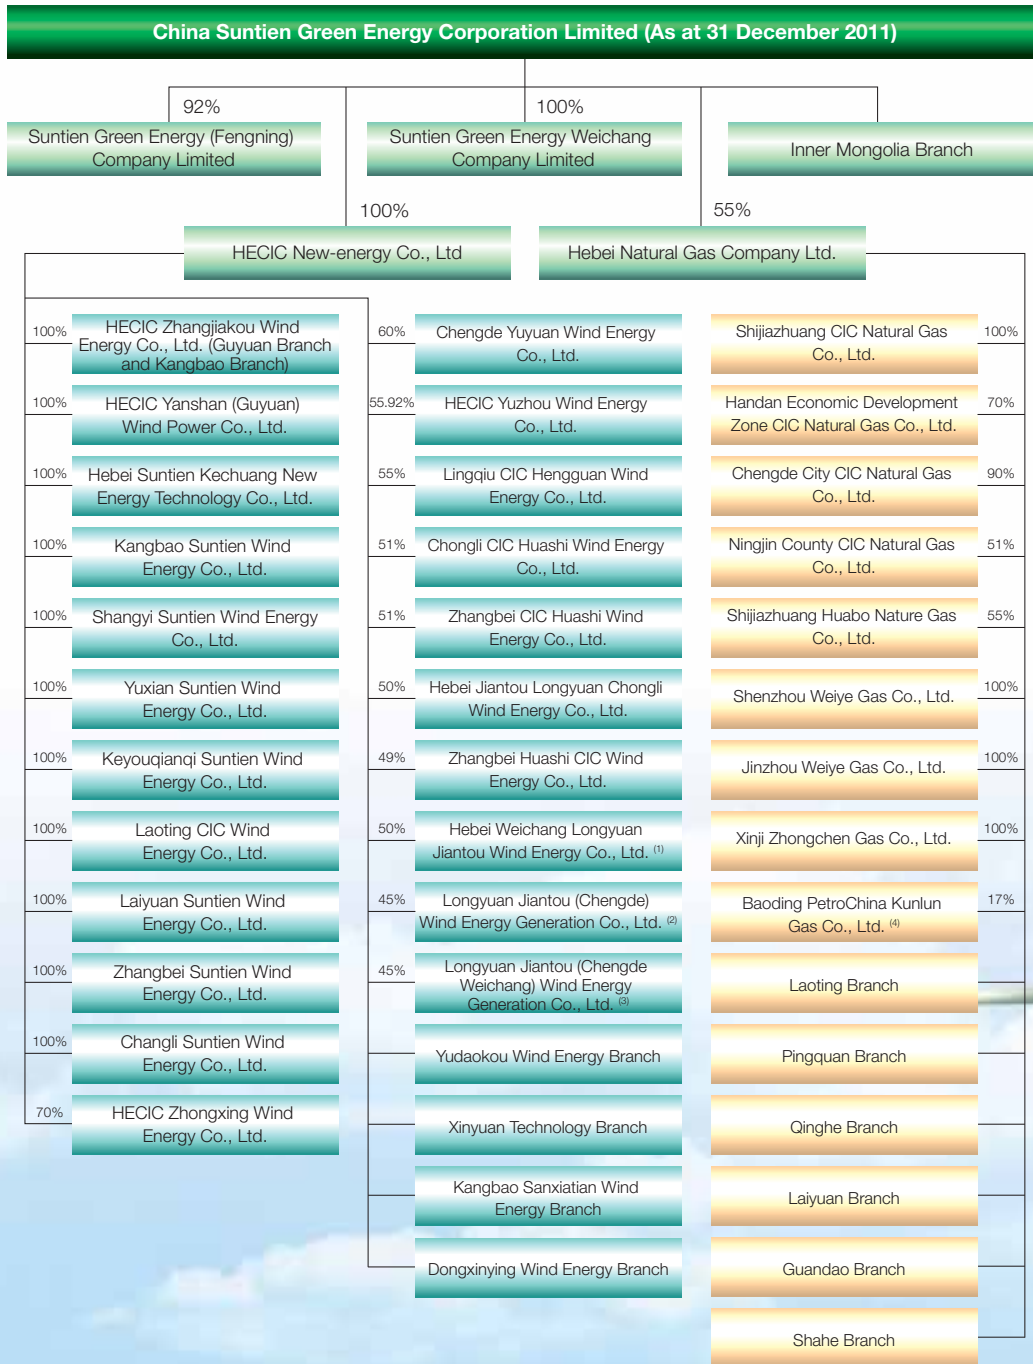 China Suntien Green Energy Corporation Limited (As at 31 December 2011)
92%
100%
Suntien Green Energy (Fengning)
Company Limited
Suntien Green Energy Weichang
Company Limited
Inner Mongolia Branch
100%
55%
HECIC New-energy Co., Ltd
Hebei Natural Gas Company Ltd.
100%
HECIC Zhangjiakou Wind
Energy Co., Ltd. (Guyuan Branch
and Kangbao Branch)
100%
HECIC Yanshan (Guyuan)
Wind Power Co., Ltd.
100%
Hebei Suntien Kechuang New
Energy Technology Co., Ltd.
100%
Kangbao Suntien Wind
Energy Co., Ltd.
100%
Shangyi Suntien Wind Energy
Co., Ltd.
100%
Yuxian Suntien Wind
Energy Co., Ltd.
100%
Keyouqianqi Suntien Wind
Energy Co., Ltd.
100%
Laoting CIC Wind
Energy Co., Ltd.
100%
Laiyuan Suntien Wind
Energy Co., Ltd.
100%
Zhangbei Suntien Wind
Energy Co., Ltd.
100%
Changli Suntien Wind
Energy Co., Ltd.
70%
HECIC Zhongxing Wind
Energy Co., Ltd.
60%
Chengde Yuyuan Wind Energy
Co., Ltd.
55.92%
HECIC Yuzhou Wind Energy
Co., Ltd.
55%
Lingqiu CIC Hengguan Wind
Energy Co., Ltd.
51%
Chongli CIC Huashi Wind Energy
Co., Ltd.
51%
Zhangbei CIC Huashi Wind
Energy Co., Ltd.
50%
Hebei Jiantou Longyuan Chongli
Wind Energy Co., Ltd.
49%
Zhangbei Huashi CIC Wind
Energy Co., Ltd.
50%
Hebei Weichang Longyuan
Jiantou Wind Energy Co., Ltd. (1)
45%
Longyuan Jiantou (Chengde)
Wind Energy Generation Co., Ltd. (2)
45%
Longyuan Jiantou (Chengde
Weichang) Wind Energy
Generation Co., Ltd. (3)
Yudaokou Wind Energy Branch
Xinyuan Technology Branch
Kangbao Sanxiatian Wind
Energy Branch
Dongxinying Wind Energy Branch
Shijiazhuang CIC Natural Gas
Co., Ltd.
100%
Handan Economic Development
Zone CIC Natural Gas Co., Ltd.
70%
Chengde City CIC Natural Gas
Co., Ltd.
90%
Ningjin County CIC Natural Gas
Co., Ltd.
51%
Shijiazhuang Huabo Nature Gas
Co., Ltd.
55%
Shenzhou Weiye Gas Co., Ltd.
100%
Jinzhou Weiye Gas Co., Ltd.
100%
Xinji Zhongchen Gas Co., Ltd.
100%
Baoding PetroChina Kunlun
Gas Co., Ltd. (4)
17%
Laoting Branch
Pingquan Branch
Qinghe Branch
Laiyuan Branch
Guandao Branch
Shahe Branch